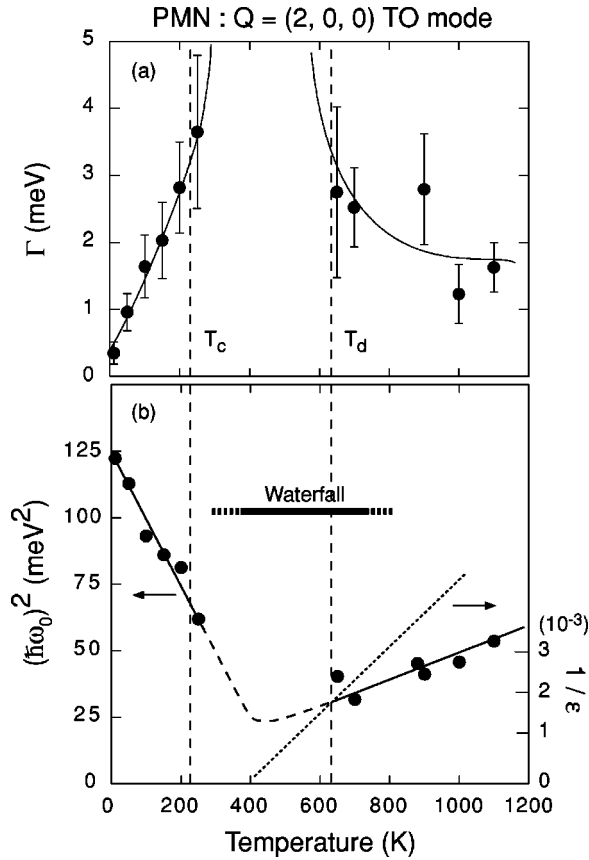 PMN : Q = (2, 0, 0) TO mode
(a)
5
4
3
2
1
0
Γ (meV)
T_c
T_d
(b)
125
100
75
50
25
0
(ħω₀)² (meV²)
Waterfall
(10⁻³)
3
2
1
0
1 / ε
0 200 400 600 800 1000 1200
Temperature (K)